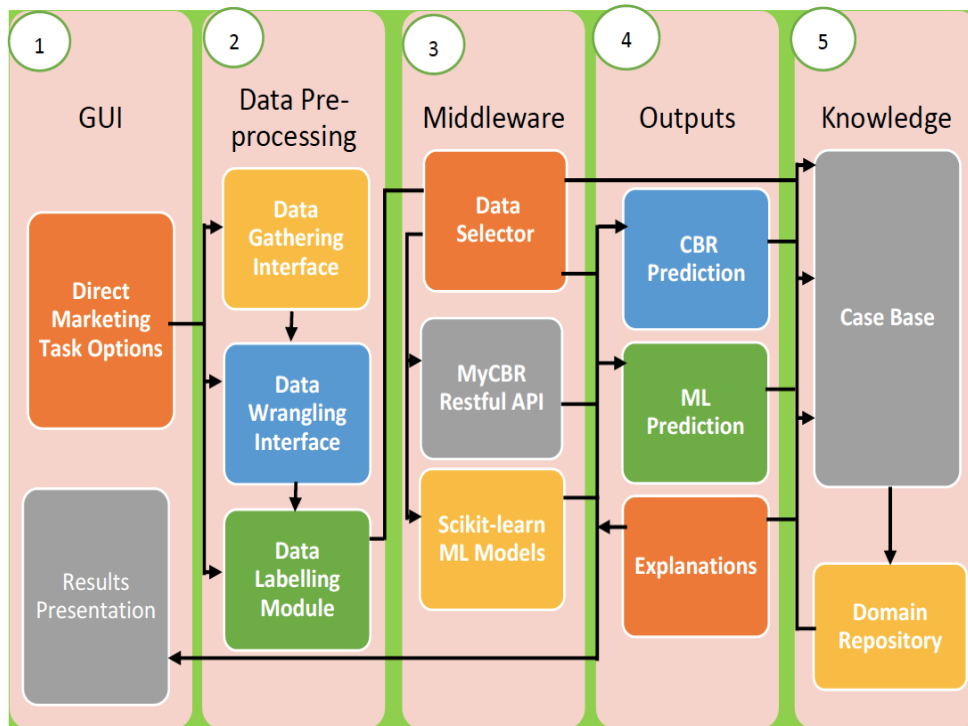 1
GUI
Direct
Marketing
Task Options
Results
Presentation
2
Data Pre-
processing
Data
Gathering
Interface
Data
Wrangling
Interface
Data
Labelling
Module
3
Middleware
Data
Selector
MyCBR
Restful API
Scikit-learn
ML Models
4
Outputs
CBR
Prediction
ML
Prediction
Explanations
5
Knowledge
Case Base
Domain
Repository